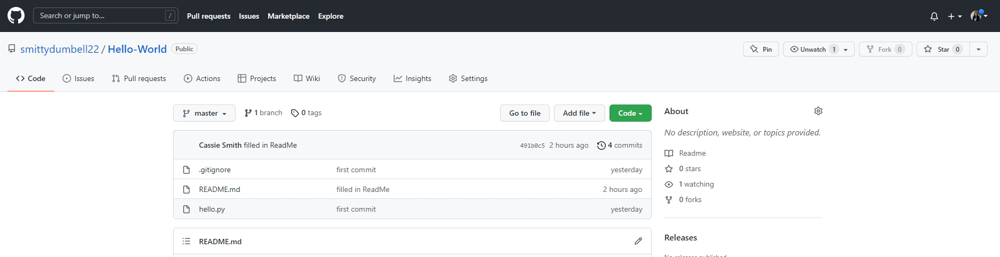 Search or jump to... / Pull requests Issues Marketplace Explore
smittydumbell22 / Hello-World Public Pin Unwatch 1 Fork 0 Star 0
Code Issues Pull requests Actions Projects Wiki Security Insights Settings
master 1 branch 0 tags Go to file Add file Code
Cassie Smith filled in ReadMe 491b0c5 2 hours ago 4 commits
.gitignore first commit yesterday
README.md filled in ReadMe 2 hours ago
hello.py first commit yesterday
README.md
About
No description, website, or topics provided.
Readme
0 stars
1 watching
0 forks
Releases
No releases published